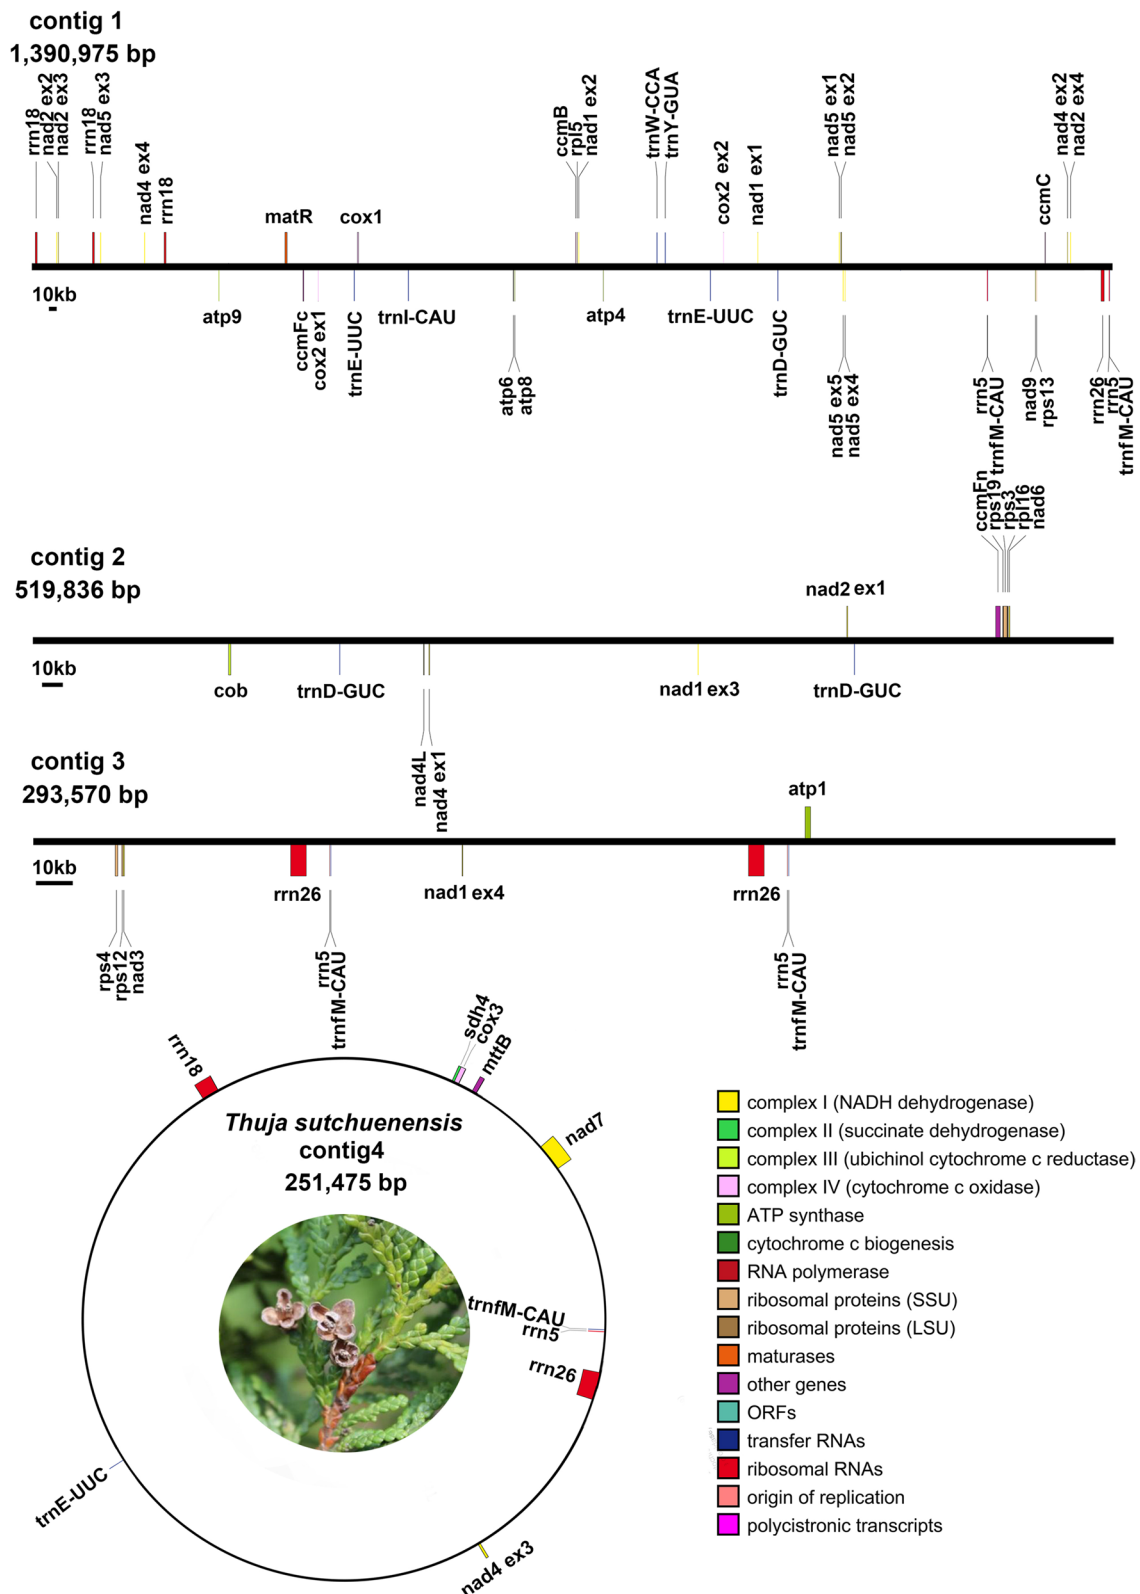 contig 1
1,390,975 bp
rrn18
nad2 ex2
nad2 ex3
rrn18
nad5 ex3
nad4 ex4
rrn18
matR
cox1
ccmB
rpl5
nad1 ex2
trnW-CCA
trnY-GUA
cox2 ex2
nad1 ex1
nad5 ex1
nad5 ex2
ccmC
nad4 ex2
nad2 ex4
10kb
atp9
ccmFc
cox2 ex1
trnE-UUC
trnI-CAU
atp6
atp8
atp4
trnE-UUC
trnD-GUC
nad5 ex5
nad5 ex4
rrn5
trnfM-CAU
nad9
rps13
rrn26
rrn5
trnfM-CAU
contig 2
519,836 bp
nad2 ex1
ccmFn
rps19
rps3
rpl16
nad6
10kb
cob
trnD-GUC
nad4L
nad4 ex1
nad1 ex3
trnD-GUC
contig 3
293,570 bp
atp1
10kb
rps4
rps12
nad3
rrn26
rrn5
trnfM-CAU
nad1 ex4
rrn26
rrn5
trnfM-CAU
rrn18
sdh4
cox3
mttB
nad7
Thuja sutchuenensis
contig4
251,475 bp
trnfM-CAU
rrn5
rrn26
trnE-UUC
nad4 ex3
complex I (NADH dehydrogenase)
complex II (succinate dehydrogenase)
complex III (ubichinol cytochrome c reductase)
complex IV (cytochrome c oxidase)
ATP synthase
cytochrome c biogenesis
RNA polymerase
ribosomal proteins (SSU)
ribosomal proteins (LSU)
maturases
other genes
ORFs
transfer RNAs
ribosomal RNAs
origin of replication
polycistronic transcripts